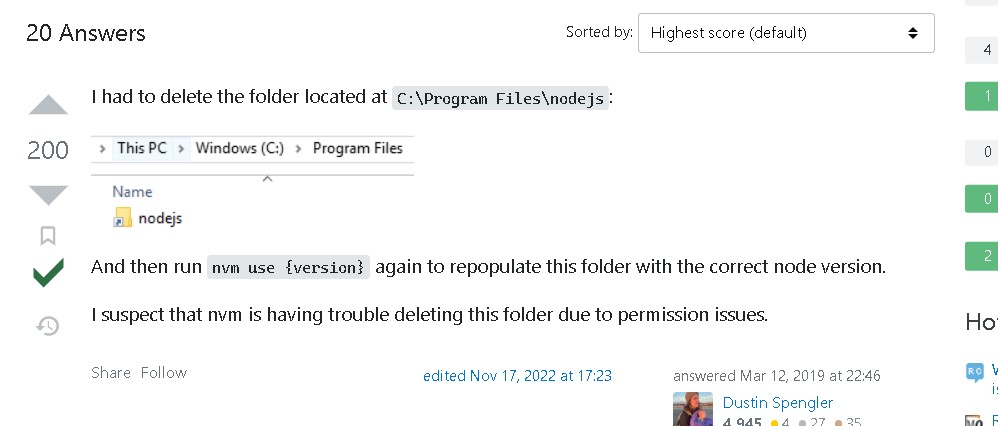 20 Answers
Sorted by: Highest score (default)
4
I had to delete the folder located at C:\Program Files\nodejs:
1
200
This PC > Windows (C:) > Program Files
0
Name
nodejs
0
And then run nvm use {version} again to repopulate this folder with the correct node version.
2
I suspect that nvm is having trouble deleting this folder due to permission issues.
Share Follow
edited Nov 17, 2022 at 17:23
answered Mar 12, 2019 at 22:46
Dustin Spengler
4,945 4 27 35